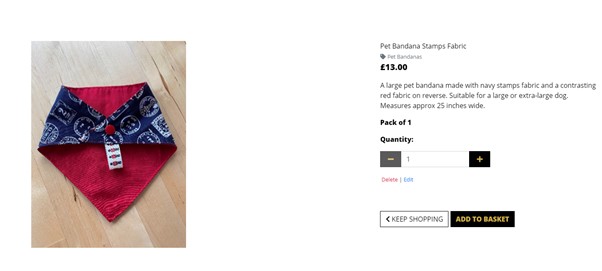 Pet Bandana Stamps Fabric
Pet Bandanas
£13.00
A large pet bandana made with navy stamps fabric and a contrasting
red fabric on reverse. Suitable for a large or extra-large dog.
Measures approx 25 inches wide.
Pack of 1
Quantity:
1
Delete | Edit
KEEP SHOPPING ADD TO BASKET